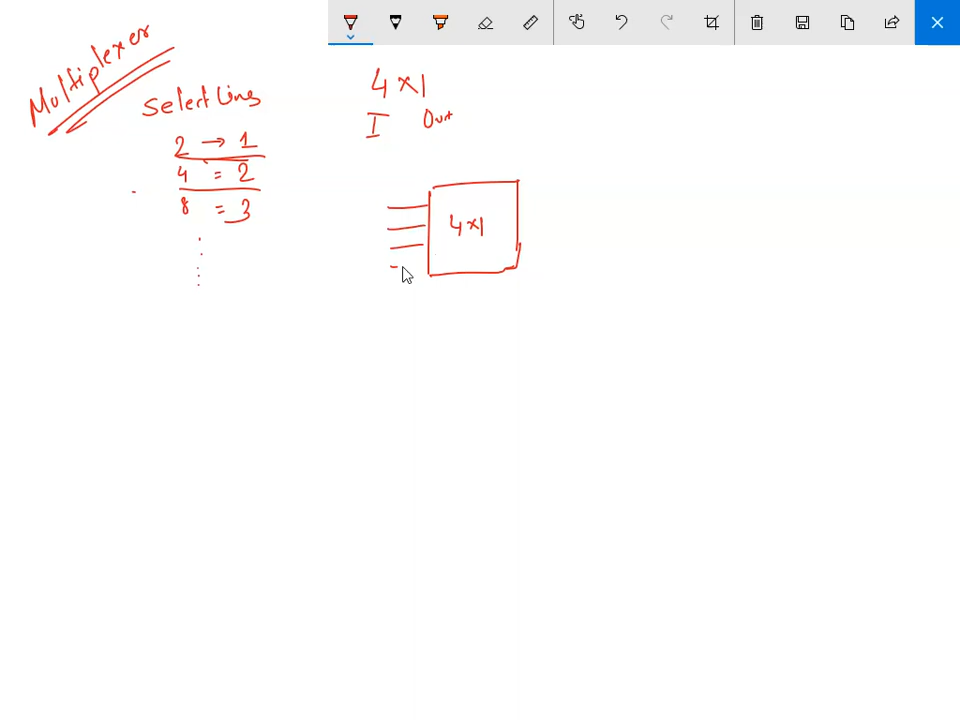 Multiplexer
Select Lines
2 → 1
4 = 2
8 = 3
4×1
I Out
4×1